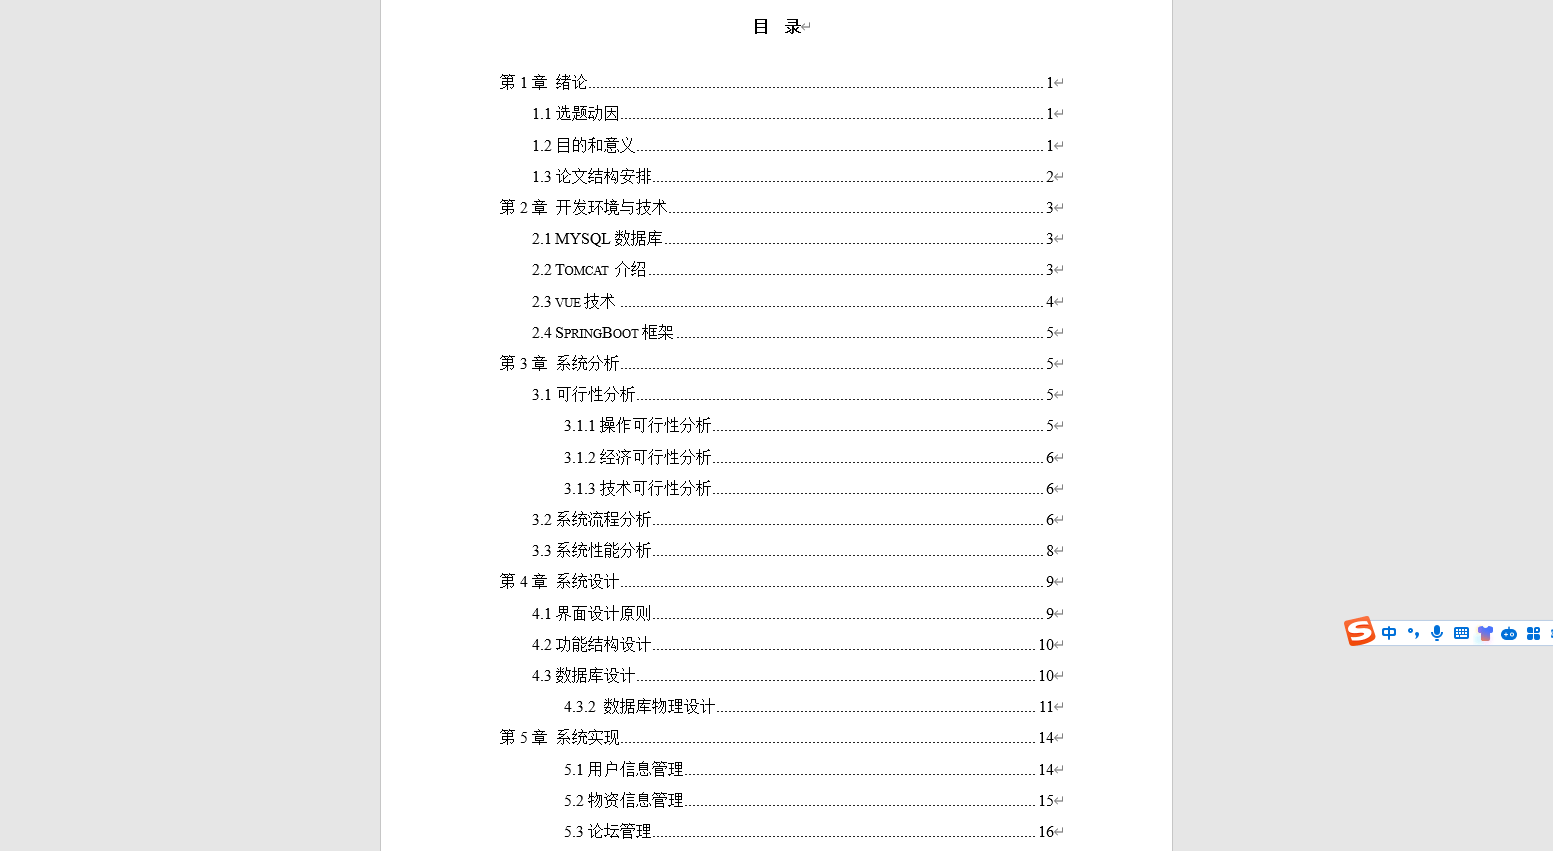 目 录
第 1 章 绪论 1
1.1 选题动因 1
1.2 目的和意义 1
1.3 论文结构安排 2
第 2 章 开发环境与技术 3
2.1 MYSQL 数据库 3
2.2 TOMCAT 介绍 3
2.3 VUE 技术 4
2.4 SPRINGBOOT 框架 5
第 3 章 系统分析 5
3.1 可行性分析 5
3.1.1 操作可行性分析 5
3.1.2 经济可行性分析 6
3.1.3 技术可行性分析 6
3.2 系统流程分析 6
3.3 系统性能分析 8
第 4 章 系统设计 9
4.1 界面设计原则 9
4.2 功能结构设计 10
4.3 数据库设计 10
4.3.2 数据库物理设计 11
第 5 章 系统实现 14
5.1 用户信息管理 14
5.2 物资信息管理 15
5.3 论坛管理 16
S 中